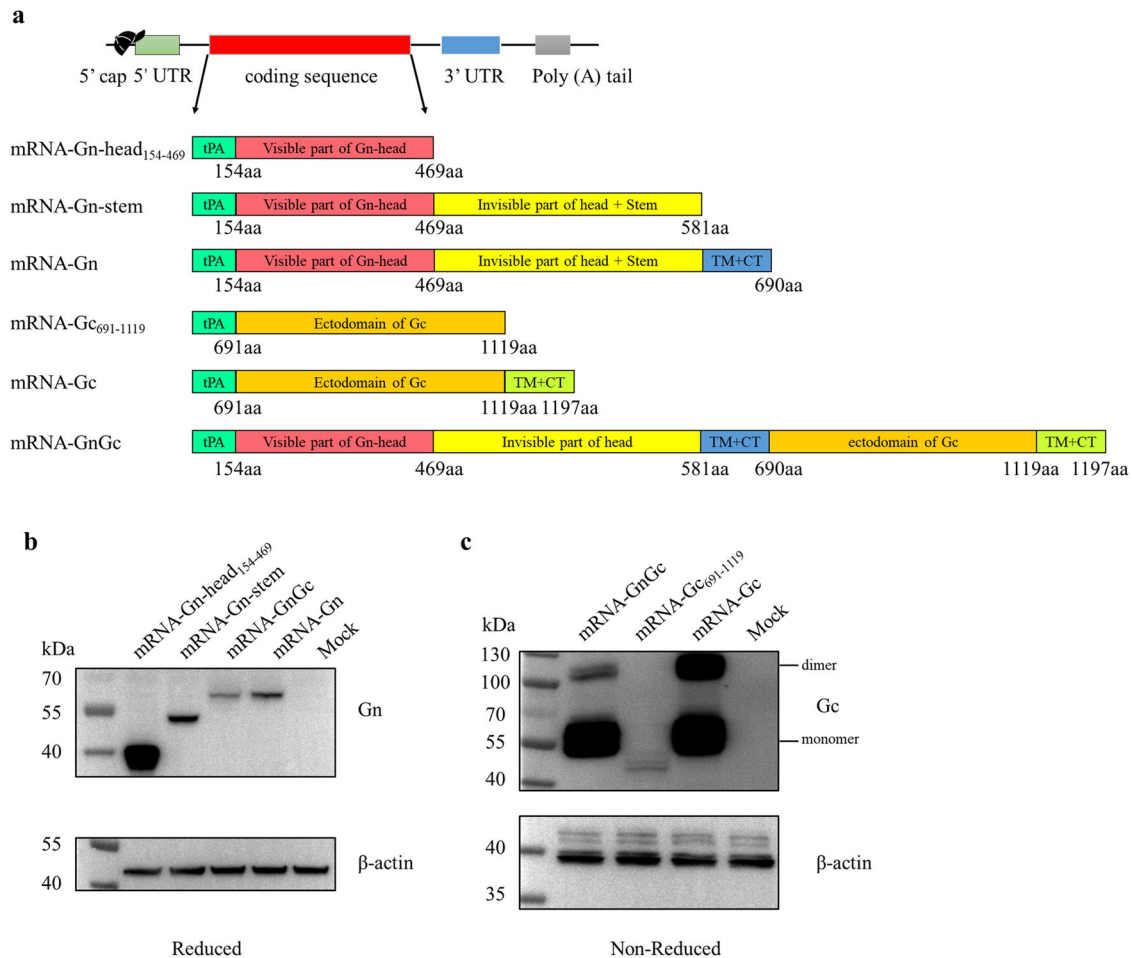 a
5’ cap 5’ UTR coding sequence 3’ UTR Poly (A) tail
mRNA-Gn-head154-469 tPA Visible part of Gn-head
154aa 469aa
mRNA-Gn-stem tPA Visible part of Gn-head Invisible part of head + Stem
154aa 469aa 581aa
mRNA-Gn tPA Visible part of Gn-head Invisible part of head + Stem TM+CT
154aa 469aa 690aa
mRNA-Gc691-1119 tPA Ectodomain of Gc
691aa 1119aa
mRNA-Gc tPA Ectodomain of Gc TM+CT
691aa 1119aa 1197aa
mRNA-GnGc tPA Visible part of Gn-head Invisible part of head TM+CT ectodomain of Gc TM+CT
154aa 469aa 581aa 690aa 1119aa 1197aa
b
mRNA-Gn-head154-469
mRNA-Gn-stem
mRNA-GnGc
mRNA-Gn
Mock
kDa
70
55
40
Gn
55
40
β-actin
Reduced
c
mRNA-GnGc
mRNA-Gc691-1119
mRNA-Gc
Mock
kDa
130
100
70
55
40
dimer
Gc
monomer
40
35
β-actin
Non-Reduced